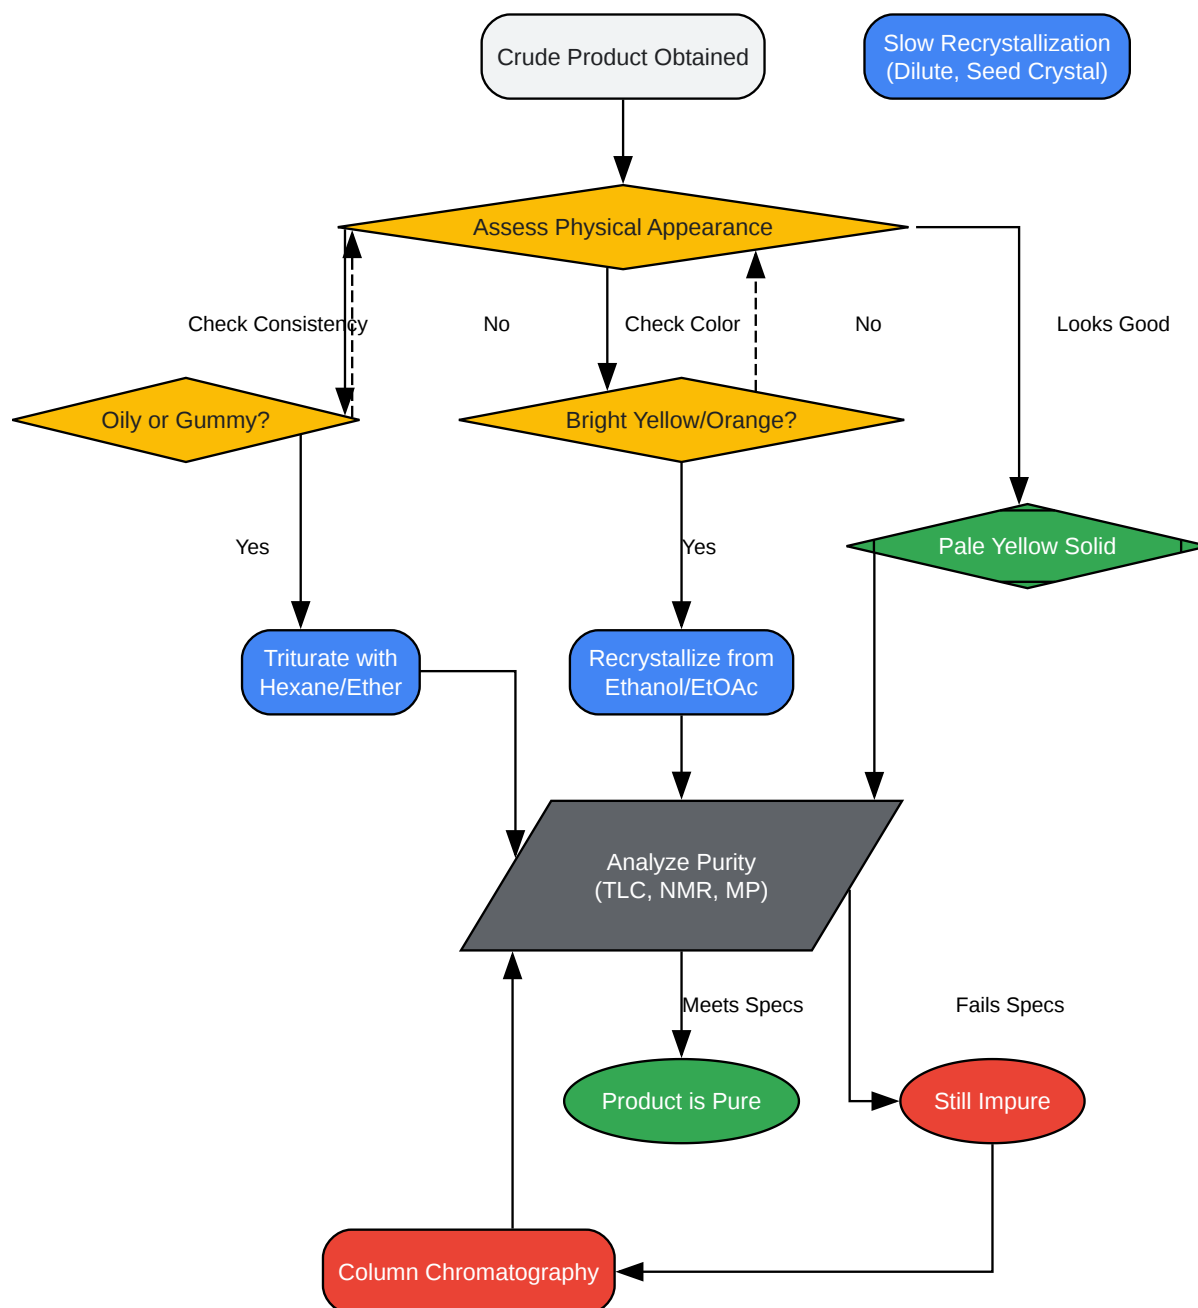 Crude Product Obtained
Slow Recrystallization
(Dilute, Seed Crystal)
Assess Physical Appearance
Check Consistency
No
Check Color
No
Looks Good
Oily or Gummy?
Bright Yellow/Orange?
Yes
Yes
Pale Yellow Solid
Triturate with
Hexane/Ether
Recrystallize from
Ethanol/EtOAc
Analyze Purity
(TLC, NMR, MP)
Meets Specs
Fails Specs
Product is Pure
Still Impure
Column Chromatography